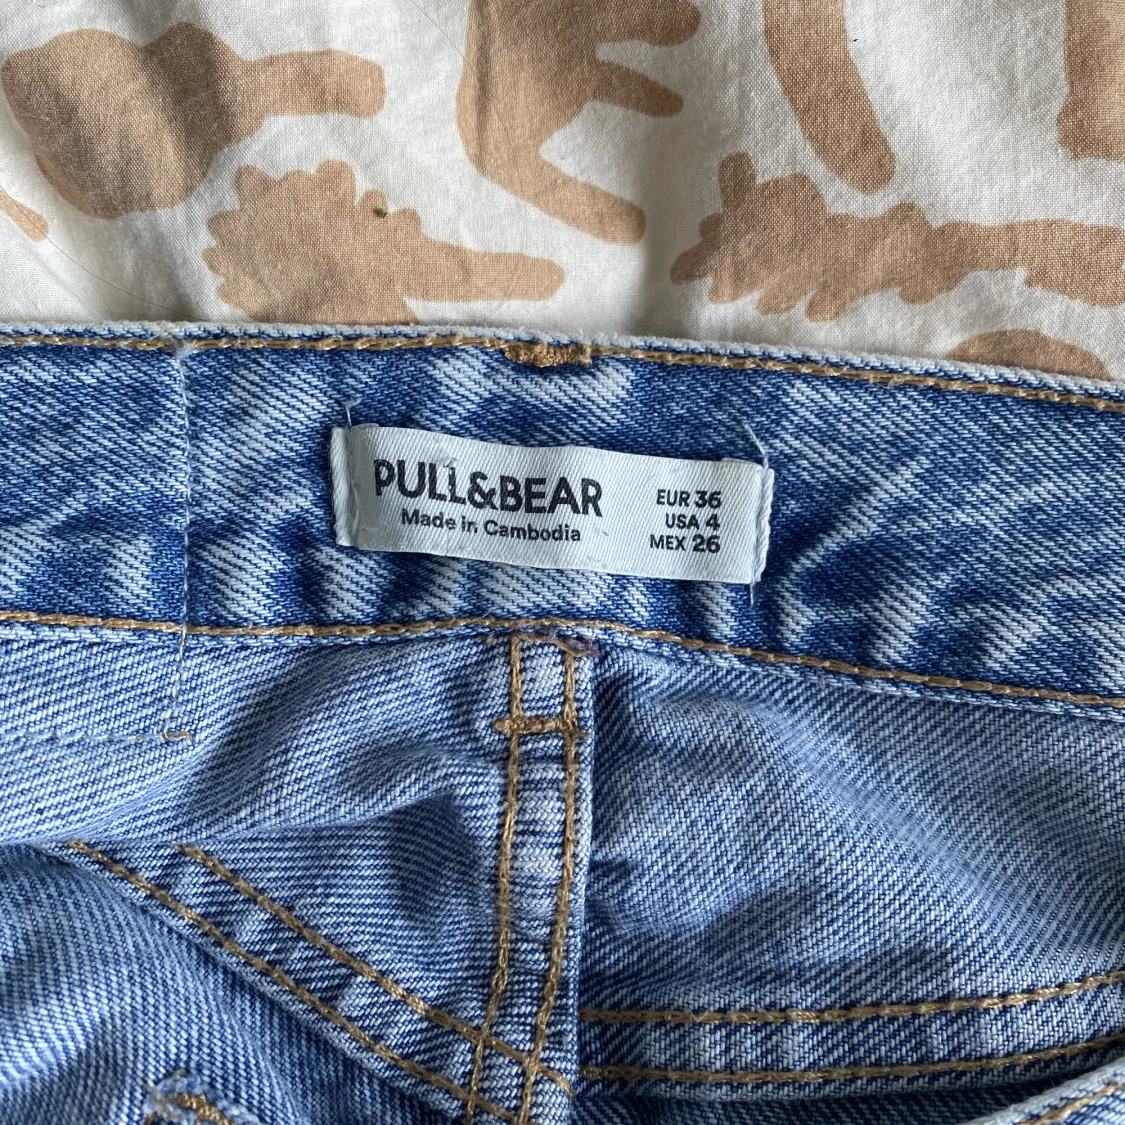 PULL&BEAR
Made in Cambodia
EUR 36
USA 4
MEX 26